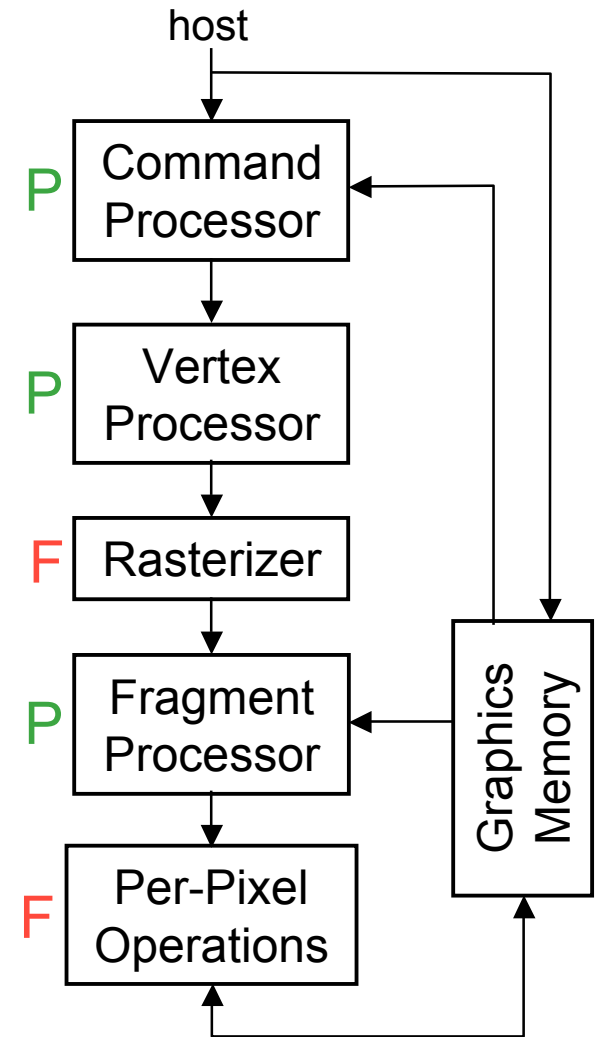 host
P
Command
Processor
P
Vertex
Processor
F
Rasterizer
P
Fragment
Processor
Graphics
Memory
F
Per-Pixel
Operations